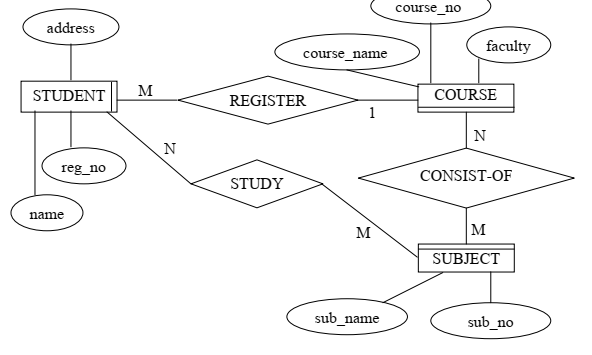 course_no
address
course_name
faculty
STUDENT
M
REGISTER
1
COURSE
N
N
reg_no
STUDY
CONSIST-OF
name
M
M
SUBJECT
sub_name
sub_no